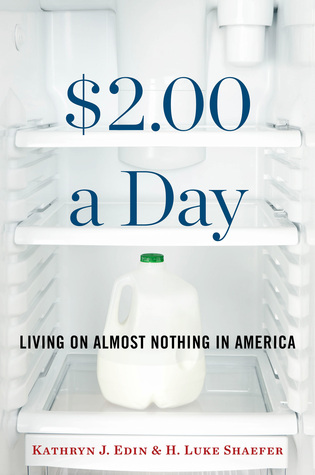 $2.00
a Day
LIVING ON ALMOST NOTHING IN AMERICA
KATHRYN J. EDIN & H. LUKE SHAEFER